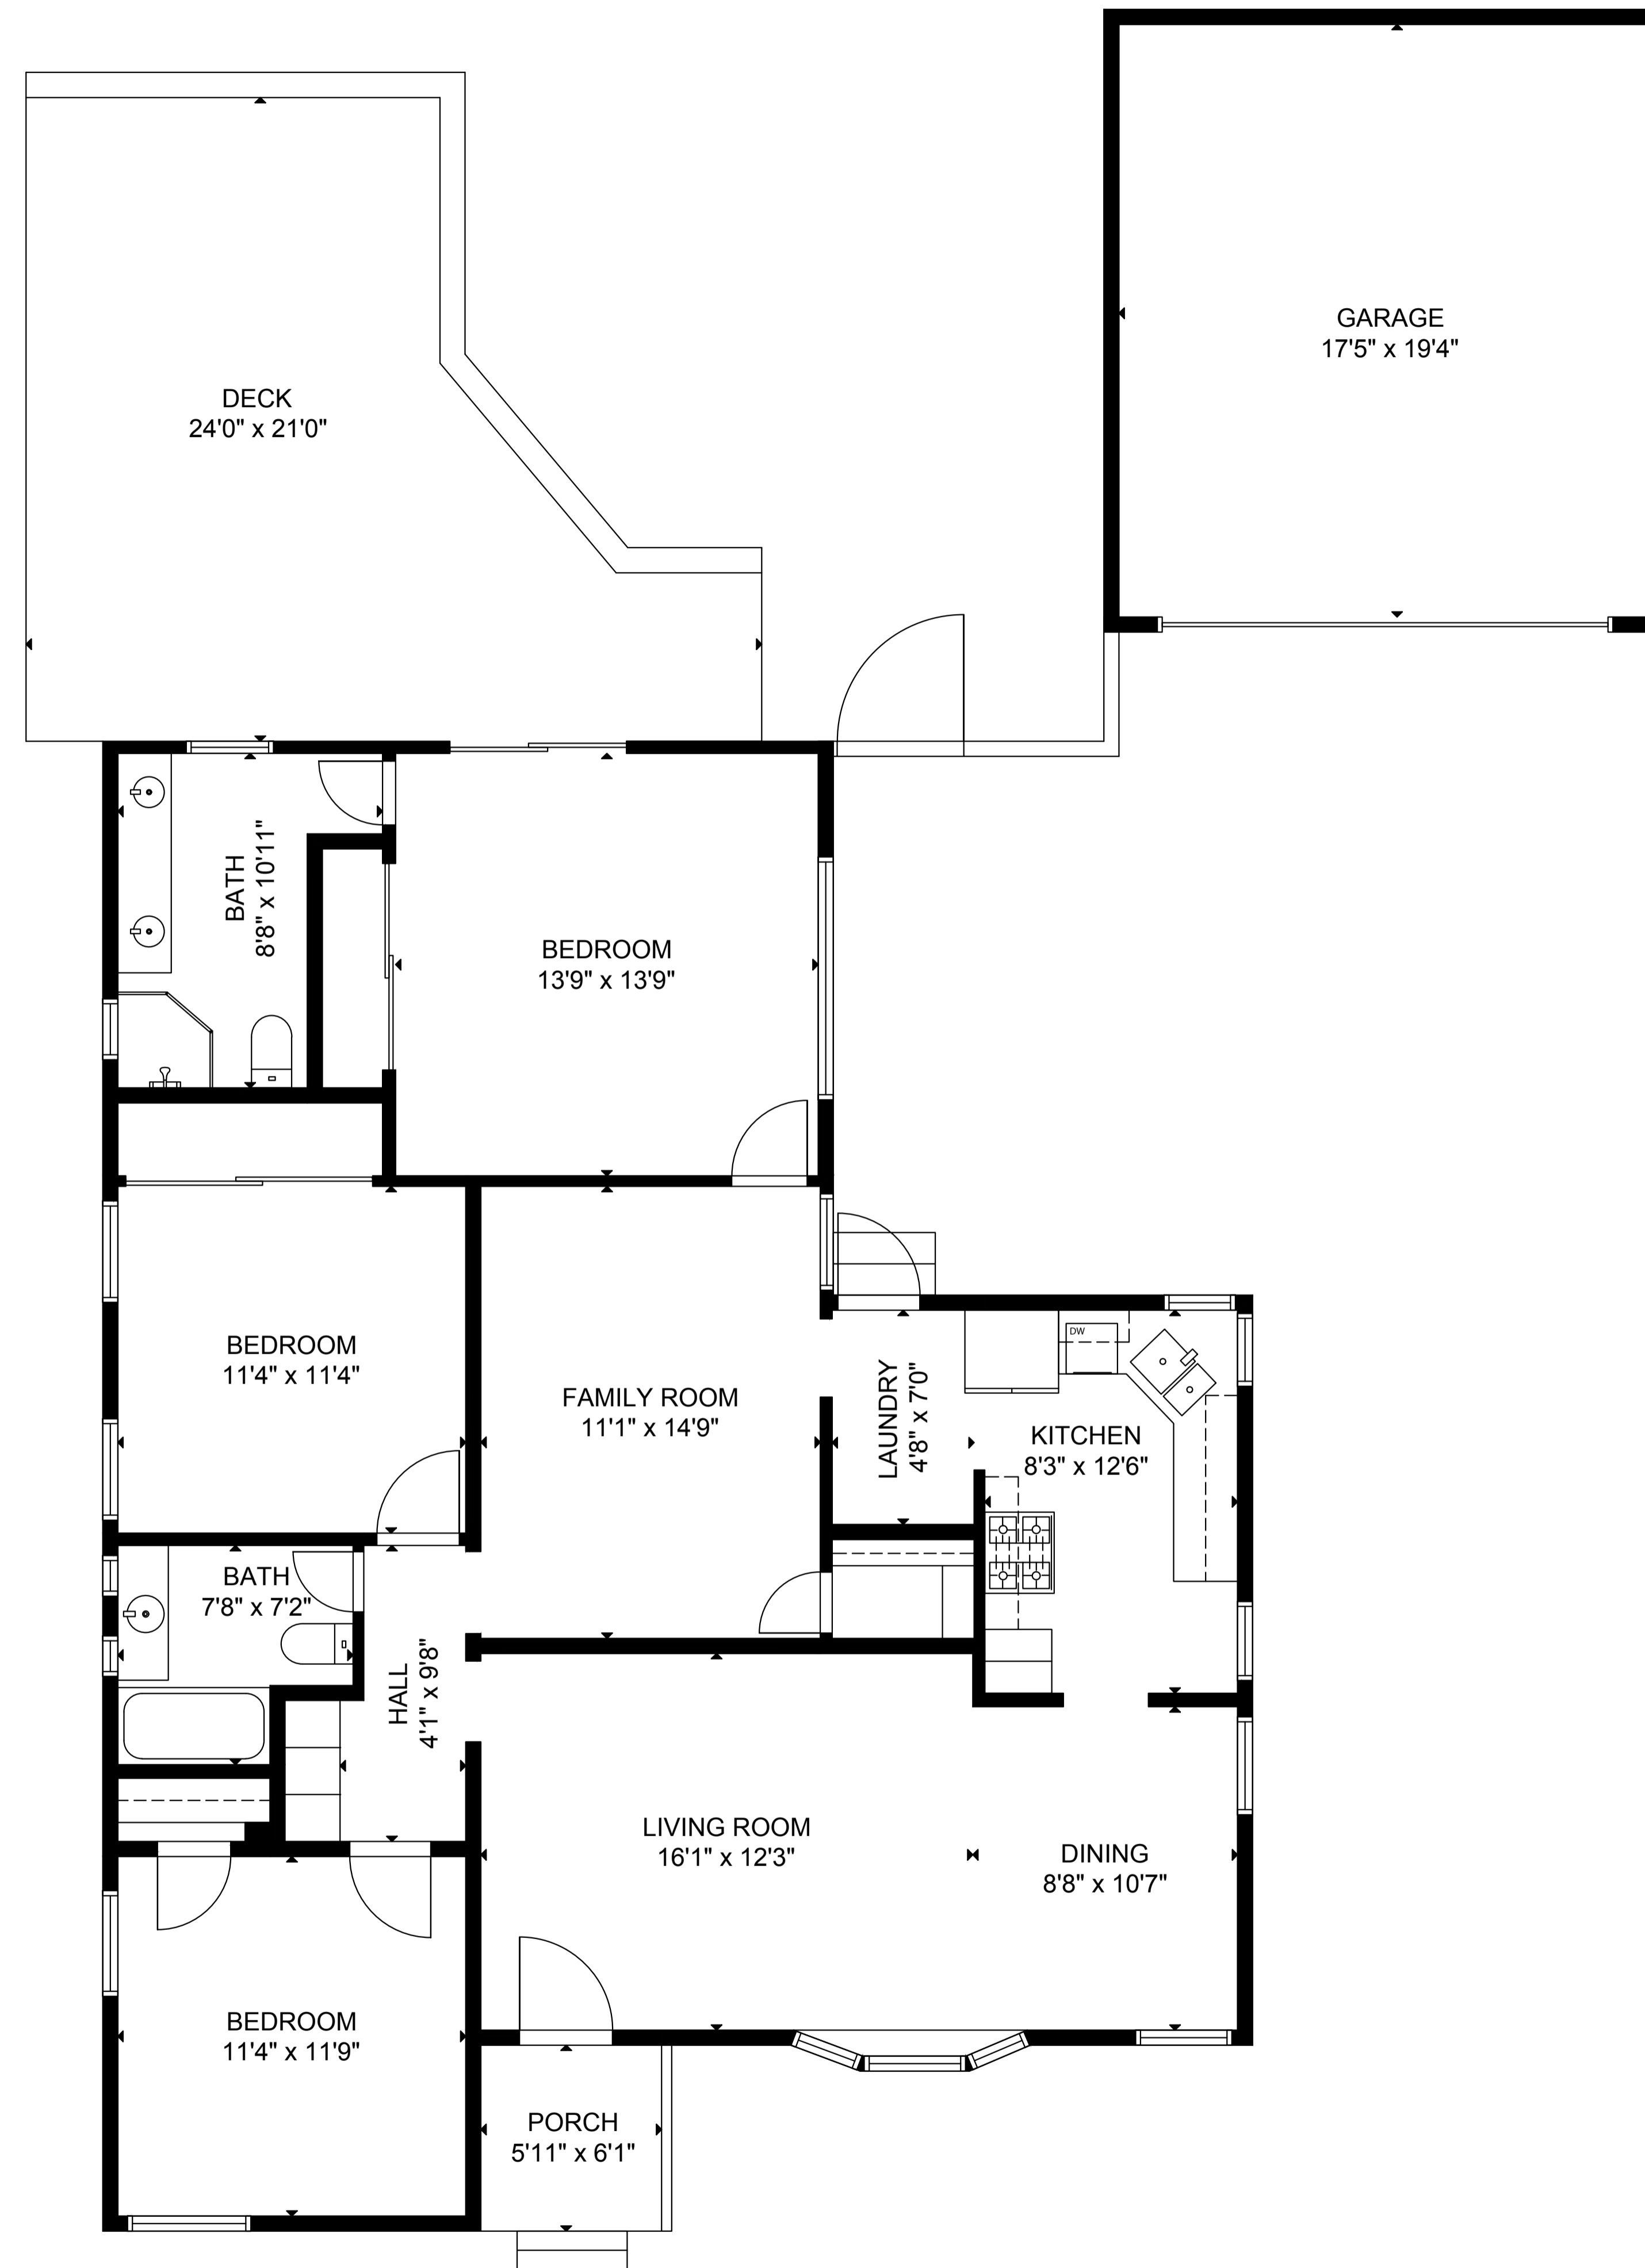 GARAGE
17'5" x 19'4"
DECK
24'0" x 21'0"
BATH
8'8" x 10'11"
BEDROOM
13'9" x 13'9"
BEDROOM
11'4" x 11'4"
FAMILY ROOM
11'1" x 14'9"
LAUNDRY
4'8" x 7'0"
DW
KITCHEN
8'3" x 12'6"
BATH
7'8" x 7'2"
HALL
4'1" x 9'8"
LIVING ROOM
16'1" x 12'3"
DINING
8'8" x 10'7"
BEDROOM
11'4" x 11'9"
PORCH
5'11" x 6'1"